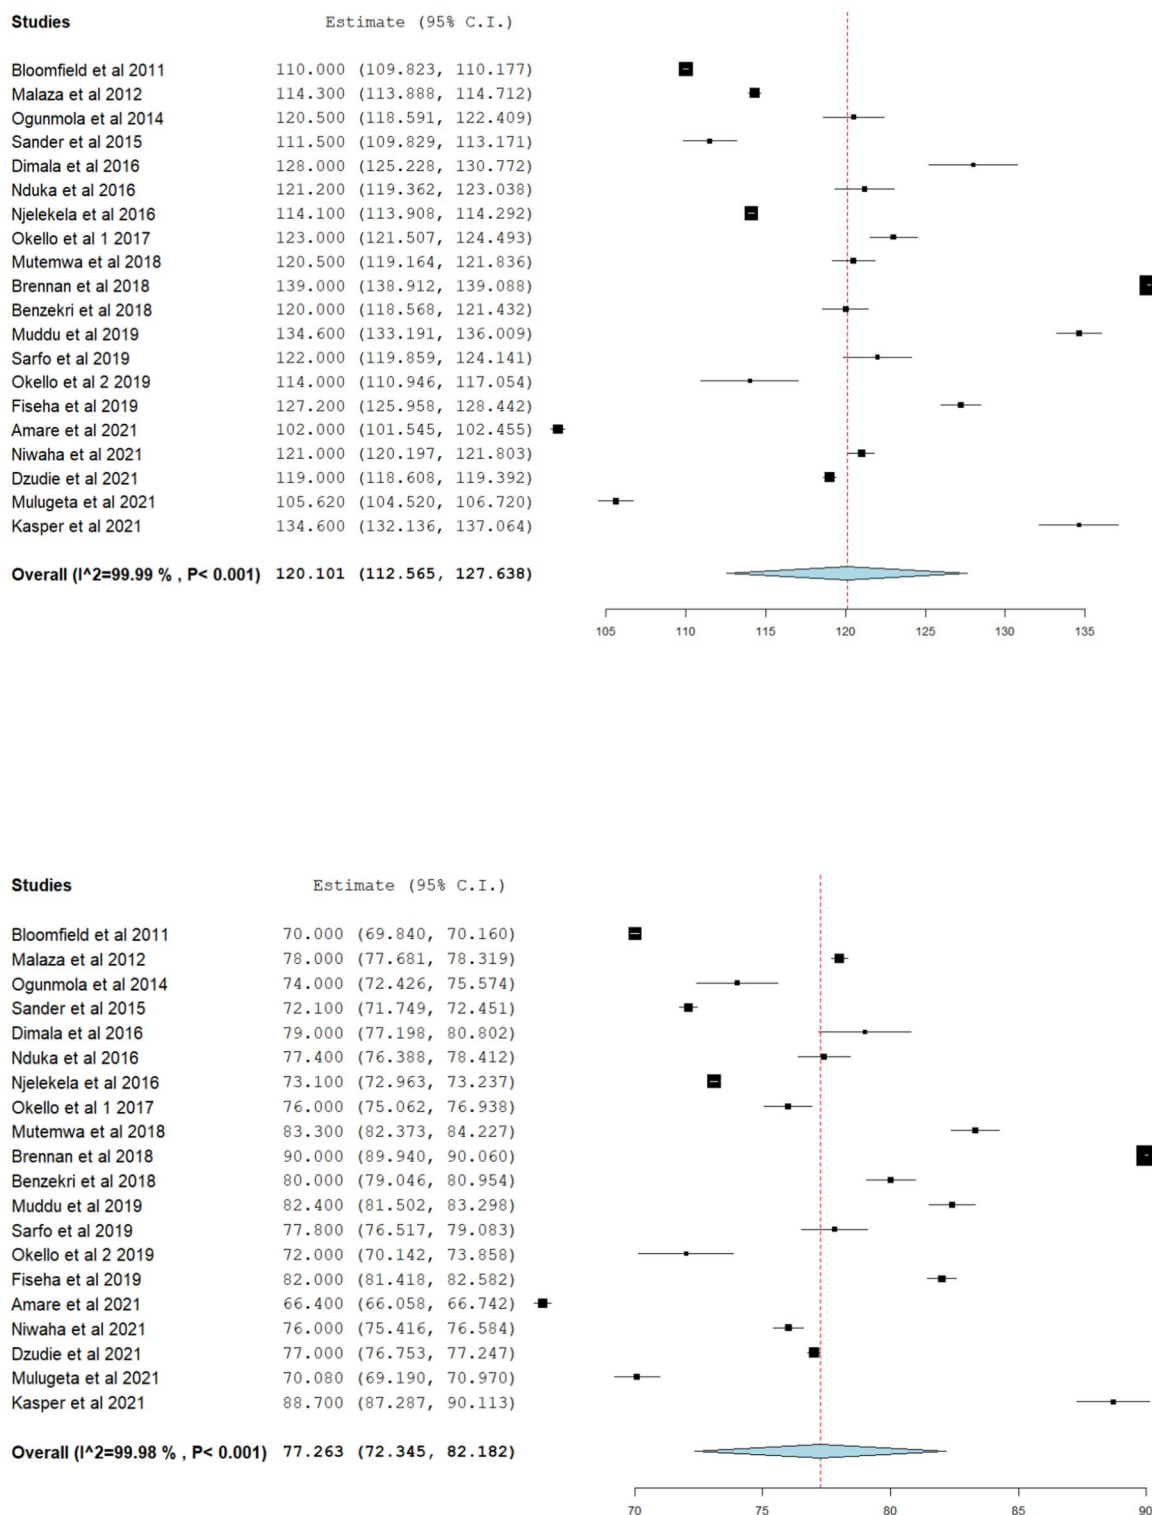 Studies Estimate (95% C.I.)
Bloomfield et al 2011 110.000 (109.823, 110.177)
Malaza et al 2012 114.300 (113.888, 114.712)
Ogunmola et al 2014 120.500 (118.591, 122.409)
Sander et al 2015 111.500 (109.829, 113.171)
Dimala et al 2016 128.000 (125.228, 130.772)
Nduka et al 2016 121.200 (119.362, 123.038)
Njelekela et al 2016 114.100 (113.908, 114.292)
Okello et al 1 2017 123.000 (121.507, 124.493)
Mutemwa et al 2018 120.500 (119.164, 121.836)
Brennan et al 2018 139.000 (138.912, 139.088)
Benzekri et al 2018 120.000 (118.568, 121.432)
Muddu et al 2019 134.600 (133.191, 136.009)
Sarfo et al 2019 122.000 (119.859, 124.141)
Okello et al 2 2019 114.000 (110.946, 117.054)
Fiseha et al 2019 127.200 (125.958, 128.442)
Amare et al 2021 102.000 (101.545, 102.455)
Niwaha et al 2021 121.000 (120.197, 121.803)
Dzudie et al 2021 119.000 (118.608, 119.392)
Mulugeta et al 2021 105.620 (104.520, 106.720)
Kasper et al 2021 134.600 (132.136, 137.064)
Overall (I^2=99.99 % , P< 0.001) 120.101 (112.565, 127.638)
105 110 115 120 125 130 135
Studies Estimate (95% C.I.)
Bloomfield et al 2011 70.000 (69.840, 70.160)
Malaza et al 2012 78.000 (77.681, 78.319)
Ogunmola et al 2014 74.000 (72.426, 75.574)
Sander et al 2015 72.100 (71.749, 72.451)
Dimala et al 2016 79.000 (77.198, 80.802)
Nduka et al 2016 77.400 (76.388, 78.412)
Njelekela et al 2016 73.100 (72.963, 73.237)
Okello et al 1 2017 76.000 (75.062, 76.938)
Mutemwa et al 2018 83.300 (82.373, 84.227)
Brennan et al 2018 90.000 (89.940, 90.060)
Benzekri et al 2018 80.000 (79.046, 80.954)
Muddu et al 2019 82.400 (81.502, 83.298)
Sarfo et al 2019 77.800 (76.517, 79.083)
Okello et al 2 2019 72.000 (70.142, 73.858)
Fiseha et al 2019 82.000 (81.418, 82.582)
Amare et al 2021 66.400 (66.058, 66.742)
Niwaha et al 2021 76.000 (75.416, 76.584)
Dzudie et al 2021 77.000 (76.753, 77.247)
Mulugeta et al 2021 70.080 (69.190, 70.970)
Kasper et al 2021 88.700 (87.287, 90.113)
Overall (I^2=99.98 % , P< 0.001) 77.263 (72.345, 82.182)
70 75 80 85 90